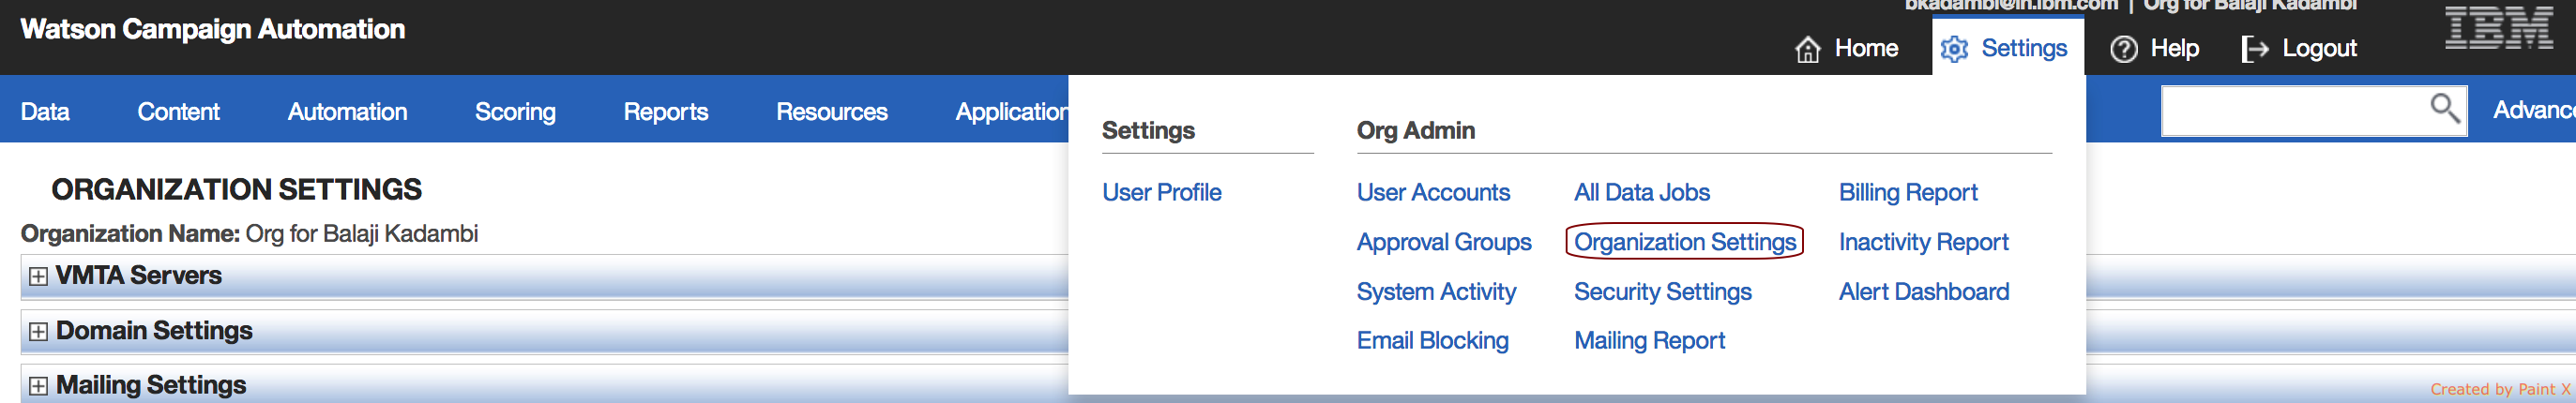 bkadambi@in.ibm.com | Org for Balaji Kadambi
Watson Campaign Automation
Home Settings Help Logout IBM
Data Content Automation Scoring Reports Resources Application Advanc
Settings Org Admin
ORGANIZATION SETTINGS
User Profile User Accounts All Data Jobs Billing Report
Organization Name: Org for Balaji Kadambi
Approval Groups Organization Settings Inactivity Report
VMTA Servers
System Activity Security Settings Alert Dashboard
Domain Settings
Email Blocking Mailing Report
Mailing Settings
Created by Paint X